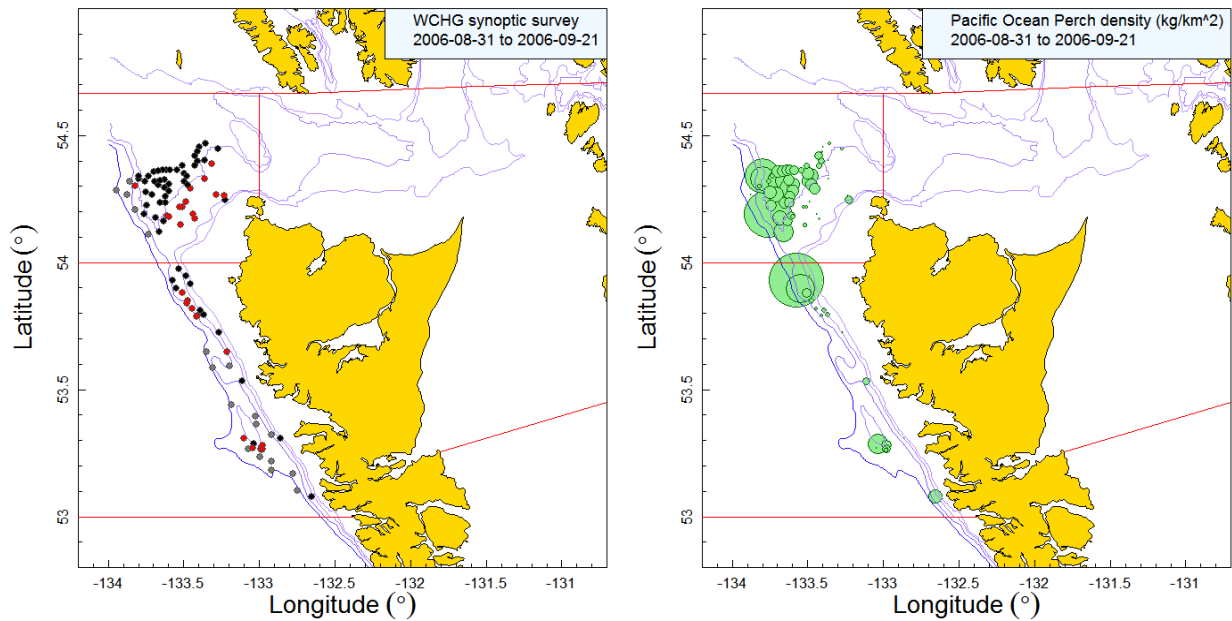 WCHG synoptic survey
2006-08-31 to 2006-09-21
54.5
54
53.5
53
Latitude (°)
-134 -133.5 -133 -132.5 -132 -131.5 -131
Longitude (°)
Pacific Ocean Perch density (kg/km^2)
2006-08-31 to 2006-09-21
54.5
54
53.5
53
Latitude (°)
-134 -133.5 -133 -132.5 -132 -131.5 -131
Longitude (°)